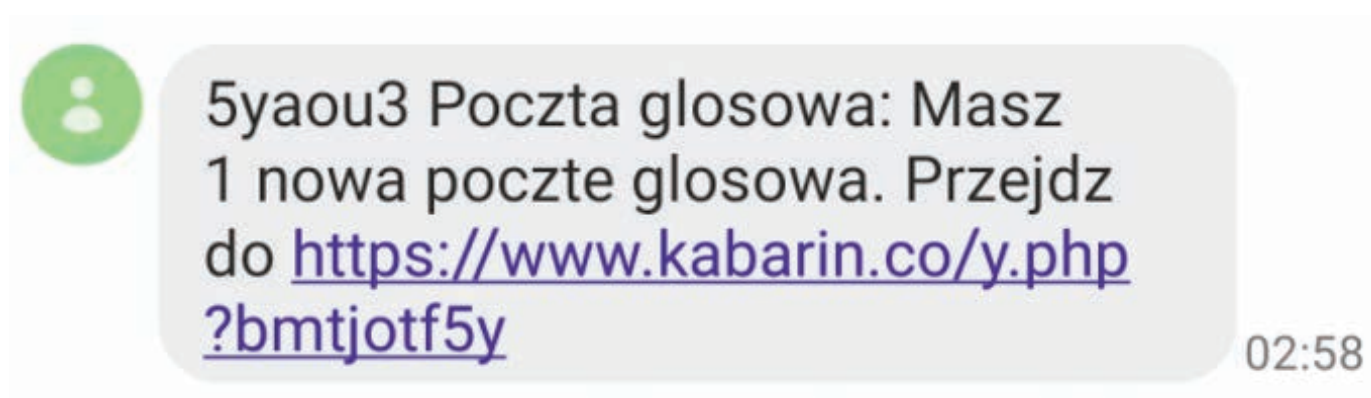 5yaou3 Poczta glosowa: Masz
1 nowa poczte glosowa. Przejdz
do https://www.kabarin.co/y.php
?bmtjotf5y
02:58